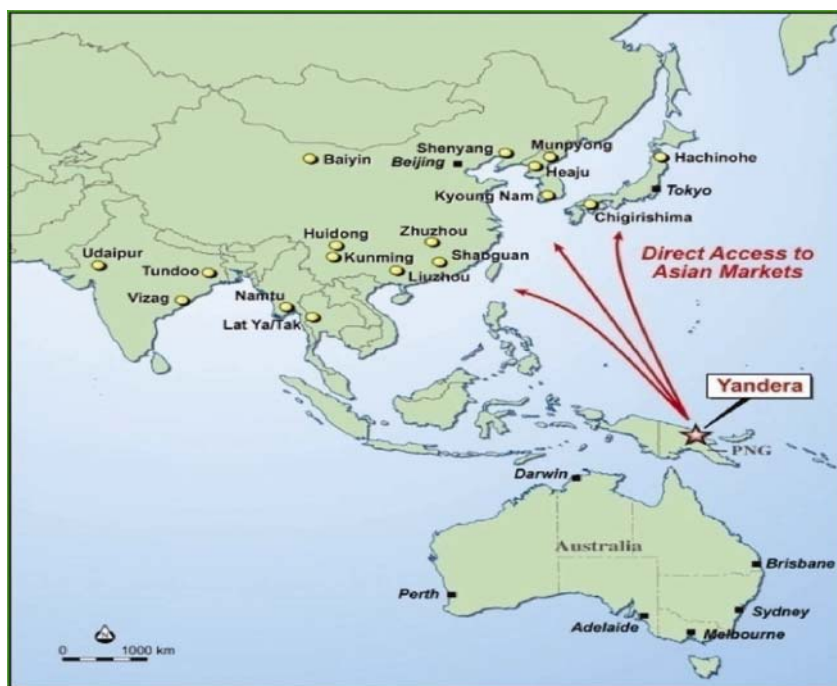 Shenyang
Munpyong
Baiyin
Beijing
Hachinohe
Heaju
Kyoung Nam
Tokyo
Chigirishima
Huidong
Zhuzhou
Udaipur
Kunming
Shaoguan
Direct Access to
Asian Markets
Tundoo
Liuzhou
Vizag
Namtu
Lat Ya/Tak
Yandera
PNG
Darwin
Australia
Brisbane
Perth
Sydney
Adelaide
Melbourne
0 1000 km